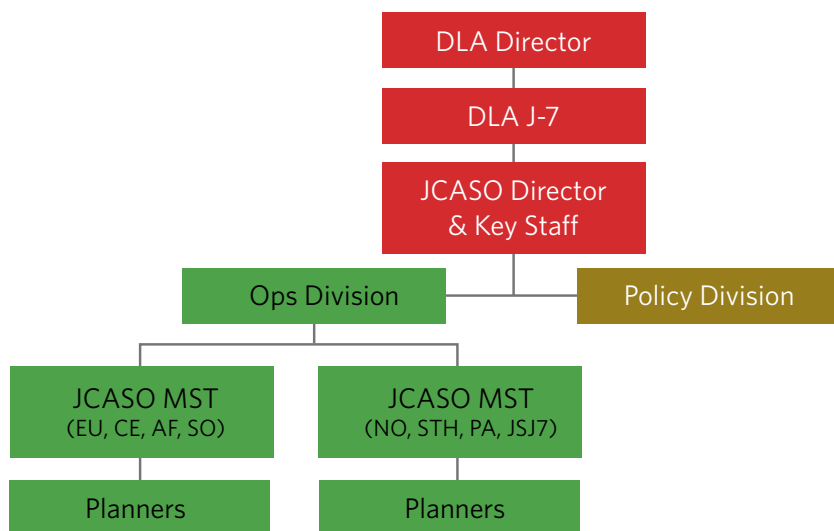 DLA Director
DLA J-7
JCASO Director
& Key Staff
Ops Division
Policy Division
JCASO MST
(EU, CE, AF, SO)
JCASO MST
(NO, STH, PA, JSJ7)
Planners
Planners